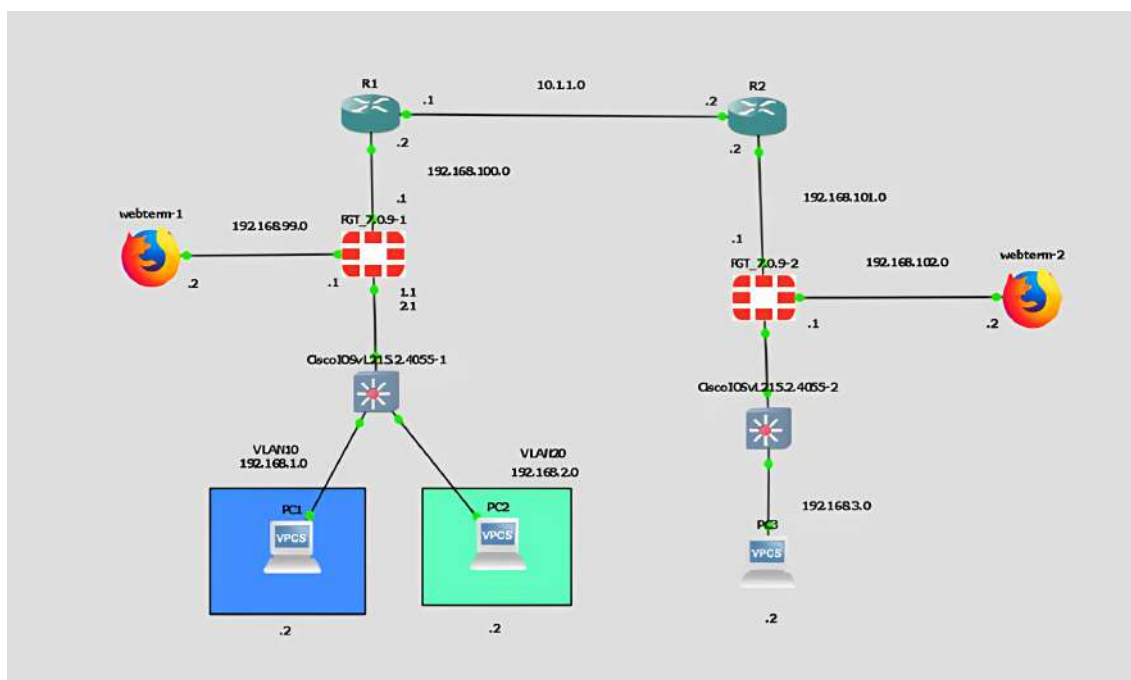 R1
10.1.1.0
R2
.1
.2
.2
.2
192.168.100.0
192.168.101.0
.1
webterm-1
192.168.99.0
FGT_7.0.9-1
.1
FGT_7.0.9-2
192.168.102.0
webterm-2
.2
.1
1.1
2.1
.1
.2
CiscoIOSvL215.2.4055-1
CiscoIOSvL215.2.4055-2
VLAN10
192.168.1.0
VLAN20
192.168.2.0
PC1
VPCS
PC2
VPCS
192.168.3.0
PC3
VPCS
.2
.2
.2